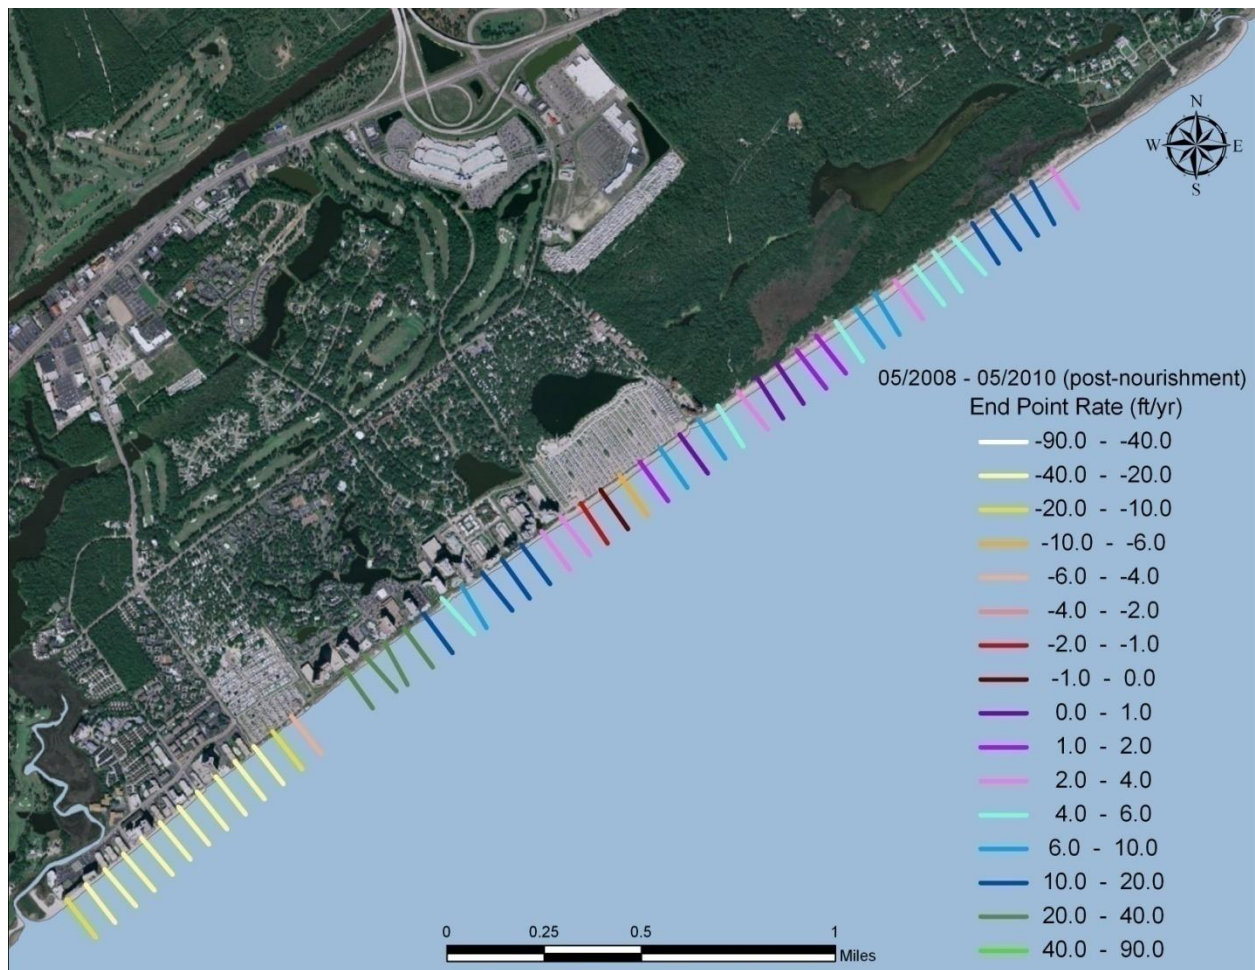 N
W E
S
05/2008 - 05/2010 (post-nourishment)
End Point Rate (ft/yr)
-90.0 - -40.0
-40.0 - -20.0
-20.0 - -10.0
-10.0 - -6.0
-6.0 - -4.0
-4.0 - -2.0
-2.0 - -1.0
-1.0 - 0.0
0.0 - 1.0
1.0 - 2.0
2.0 - 4.0
4.0 - 6.0
6.0 - 10.0
10.0 - 20.0
20.0 - 40.0
40.0 - 90.0
0 0.25 0.5 1
Miles